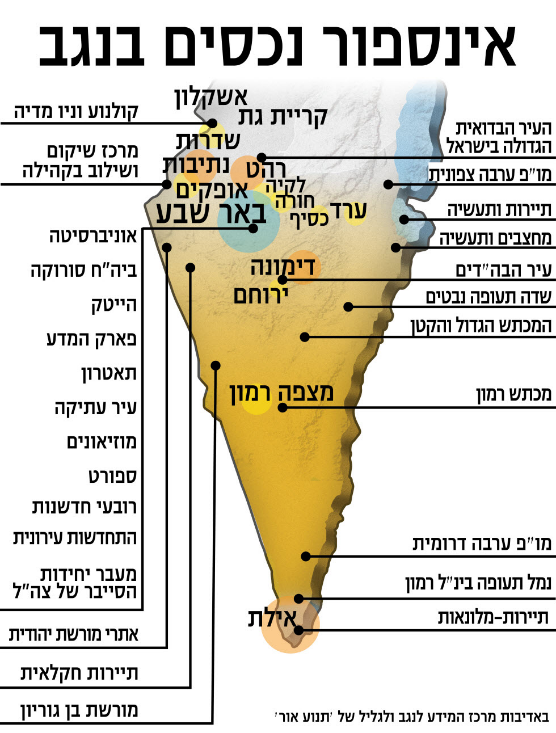 אינספור נכסים בנגב
אשקלון
קריית גת
שדרות
נתיבות
רהט
אופקים
לקיה
חורה
כסיף
ערד
באר שבע
דימונה
ירוחם
מצפה רמון
אילת
העיר הבדואית
הגדולה בישראל
מו"פ ערבה צפונית
תיירות ותעשיה
מחצבים ותעשיה
עיר הבה"דים
שדה תעופה נבטים
המכתש הגדול והקטן
מכתש רמון
מו"פ ערבה דרומית
נמל תעופה בינ"ל רמון
תיירות-מלונאות
קולנוע וניו מדיה
מרכז שיקום
ושילוב בקהילה
אוניברסיטה
ביה"ח סורוקה
הייטק
פארק המדע
תאטרון
עיר עתיקה
מוזיאונים
ספורט
רובעי חדשנות
התחדשות עירונית
מעבר יחידות
הסייבר של צה"ל
אתרי מורשת יהודית
תיירות חקלאית
מורשת בן גוריון
באדיבות מרכז המידע לנגב ולגליל של 'תנוע אור'